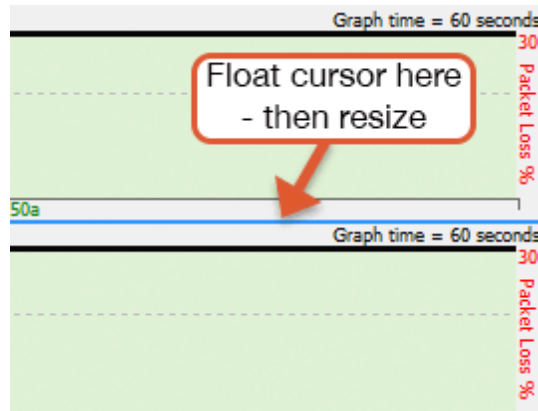 Graph time = 60 seconds
30
Float cursor here
- then resize
Packet Loss %
50a
Graph time = 60 seconds
30
Packet Loss %